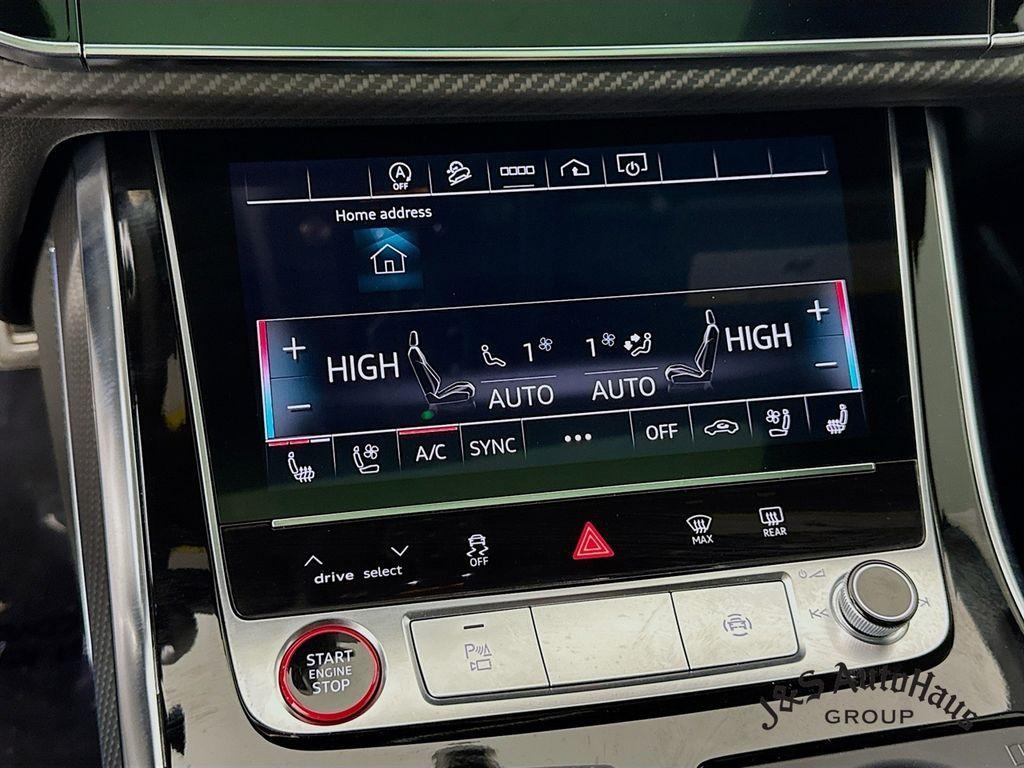 A
OFF
Home address
+ HIGH 1 1 HIGH +
- AUTO AUTO -
A/C SYNC ... OFF
drive select OFF MAX REAR
START
ENGINE
STOP
P
J&S AutoHaus
GROUP